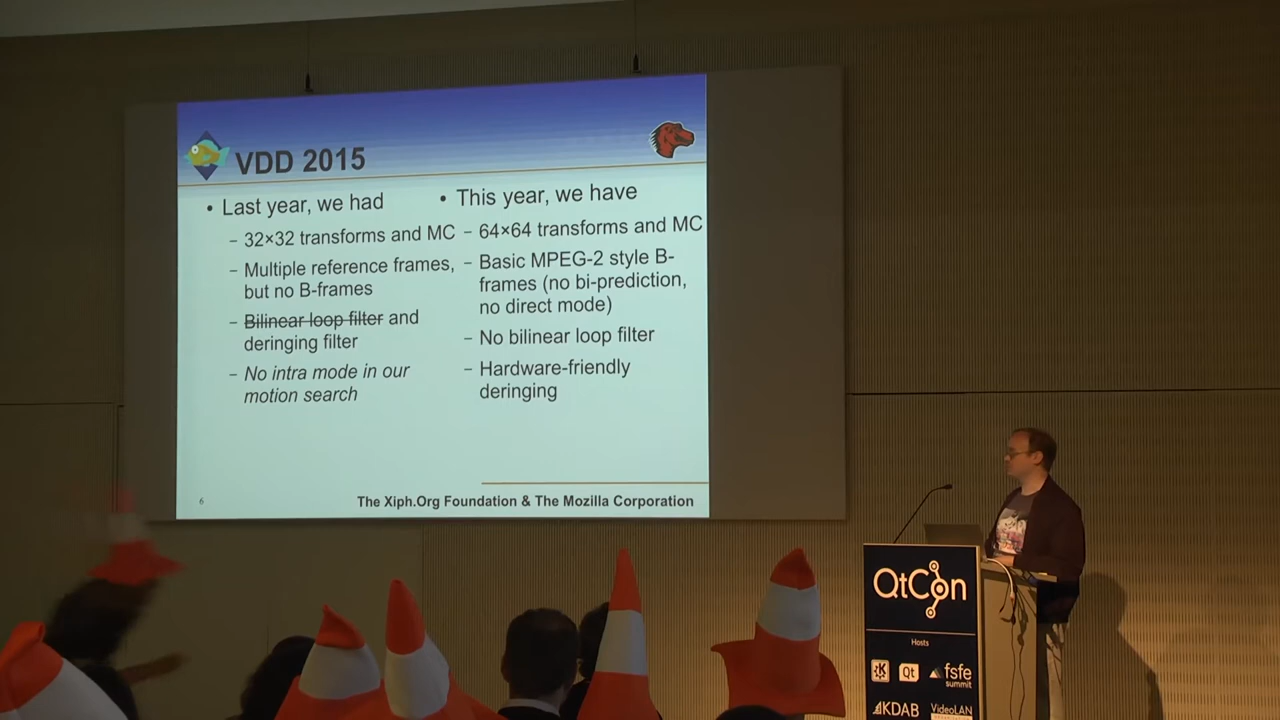 VDD 2015
• Last year, we had
– 32×32 transforms and MC
– Multiple reference frames,
but no B-frames
– Bilinear loop filter and
deringing filter
– No intra mode in our
motion search
• This year, we have
– 64×64 transforms and MC
– Basic MPEG-2 style B-
frames (no bi-prediction,
no direct mode)
– No bilinear loop filter
– Hardware-friendly
deringing
6
The Xiph.Org Foundation & The Mozilla Corporation
QtCon
Hosts
Qt
fsfe
summit
KDAB
VideoLAN